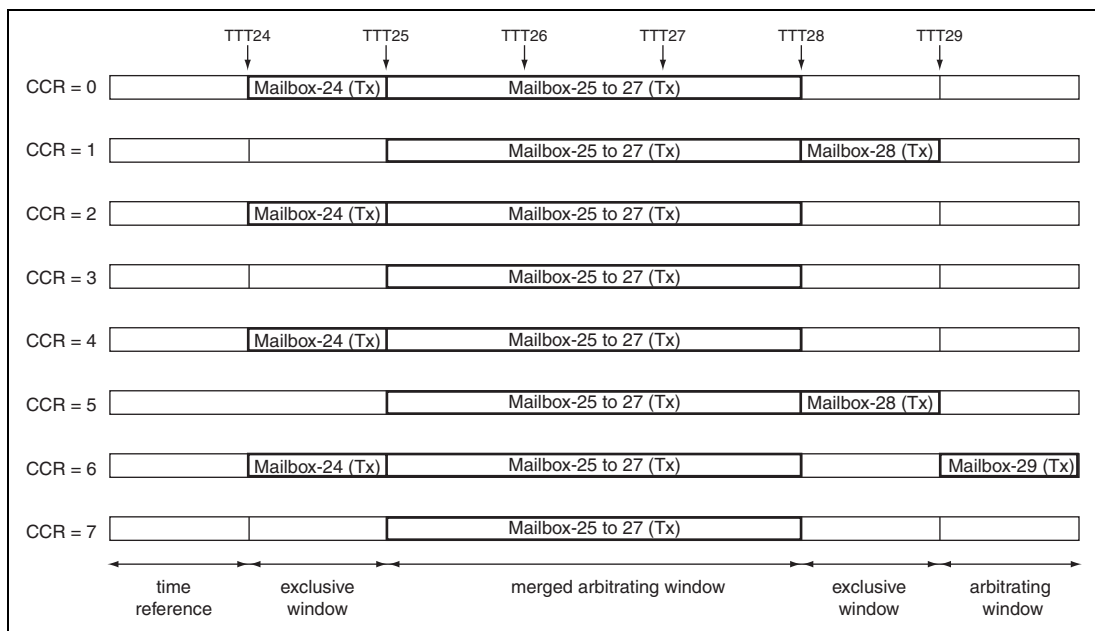 TTT24 TTT25 TTT26 TTT27 TTT28 TTT29
CCR = 0 Mailbox-24 (Tx) Mailbox-25 to 27 (Tx)
CCR = 1 Mailbox-25 to 27 (Tx) Mailbox-28 (Tx)
CCR = 2 Mailbox-24 (Tx) Mailbox-25 to 27 (Tx)
CCR = 3 Mailbox-25 to 27 (Tx)
CCR = 4 Mailbox-24 (Tx) Mailbox-25 to 27 (Tx)
CCR = 5 Mailbox-25 to 27 (Tx) Mailbox-28 (Tx)
CCR = 6 Mailbox-24 (Tx) Mailbox-25 to 27 (Tx) Mailbox-29 (Tx)
CCR = 7 Mailbox-25 to 27 (Tx)
time exclusive merged arbitrating window exclusive arbitrating
reference window window window